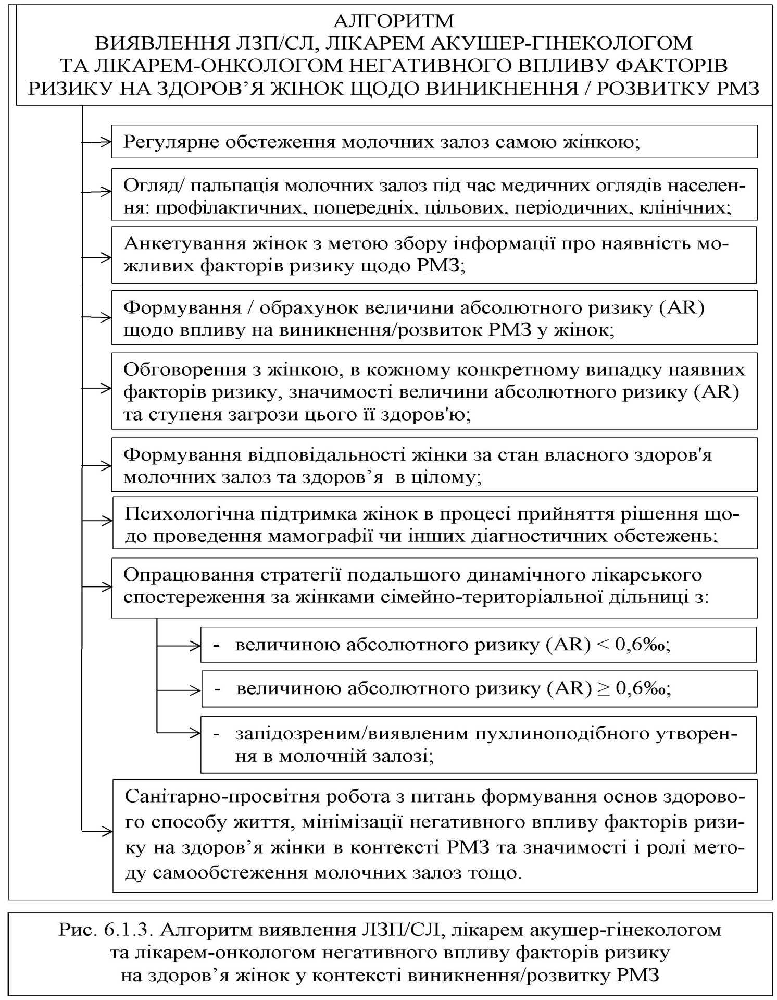 АЛГОРИТМ
ВИЯВЛЕННЯ ЛЗП/СЛ, ЛІКАРЕМ АКУШЕР-ГІНЕКОЛОГОМ
ТА ЛІКАРЕМ-ОНКОЛОГОМ НЕГАТИВНОГО ВПЛИВУ ФАКТОРІВ
РИЗИКУ НА ЗДОРОВ’Я ЖІНОК ЩОДО ВИНИКНЕННЯ / РОЗВИТКУ РМЗ
Регулярне обстеження молочних залоз самою жінкою;
Огляд/ пальпація молочних залоз під час медичних оглядів населен-
ня: профілактичних, попередніх, цільових, періодичних, клінічних;
Анкетування жінок з метою збору інформації про наявність мо-
жливих факторів ризику щодо РМЗ;
Формування / обрахунок величини абсолютного ризику (AR)
щодо впливу на виникнення/розвиток РМЗ у жінок;
Обговорення з жінкою, в кожному конкретному випадку наявних
факторів ризику, значимості величини абсолютного ризику (AR)
та ступеня загрози цього її здоров'ю;
Формування відповідальності жінки за стан власного здоров'я
молочних залоз та здоров’я в цілому;
Психологічна підтримка жінок в процесі прийняття рішення що-
до проведення мамографії чи інших діагностичних обстежень;
Опрацювання стратегії подальшого динамічного лікарського
спостереження за жінками сімейно-територіальної дільниці з:
- величиною абсолютного ризику (AR) < 0,6‰;
- величиною абсолютного ризику (AR) ≥ 0,6‰;
- запідозреним/виявленим пухлиноподібного утворен-
ня в молочній залозі;
Санітарно-просвітня робота з питань формування основ здорово-
го способу життя, мінімізації негативного впливу факторів ризи-
ку на здоров’я жінки в контексті РМЗ та значимості і ролі мето-
ду самообстеження молочних залоз тощо.
Рис. 6.1.3. Алгоритм виявлення ЛЗП/СЛ, лікарем акушер-гінекологом
та лікарем-онкологом негативного впливу факторів ризику
на здоров’я жінок у контексті виникнення/розвитку РМЗ